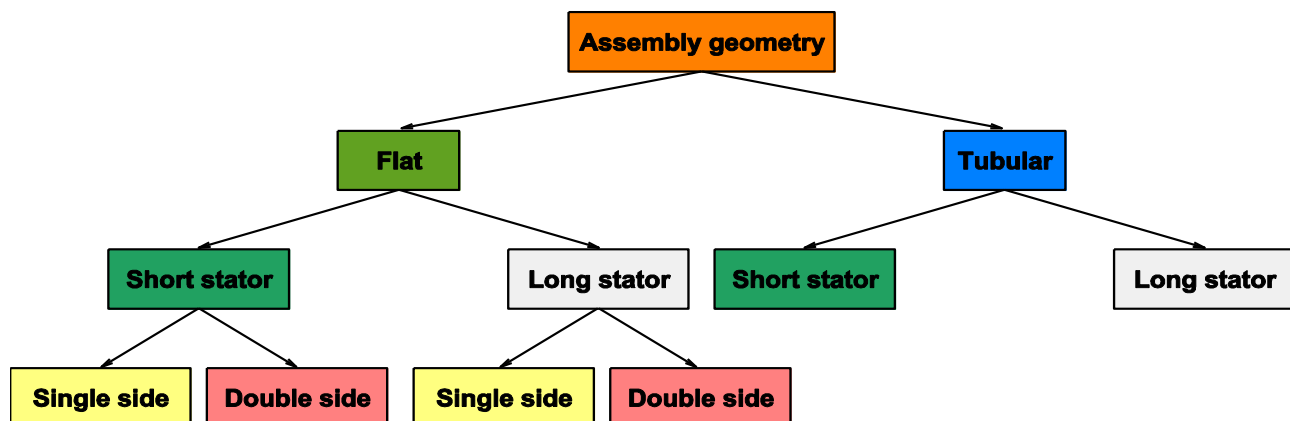 Assembly geometry
Flat
Tubular
Short stator
Long stator
Short stator
Long stator
Single side
Double side
Single side
Double side